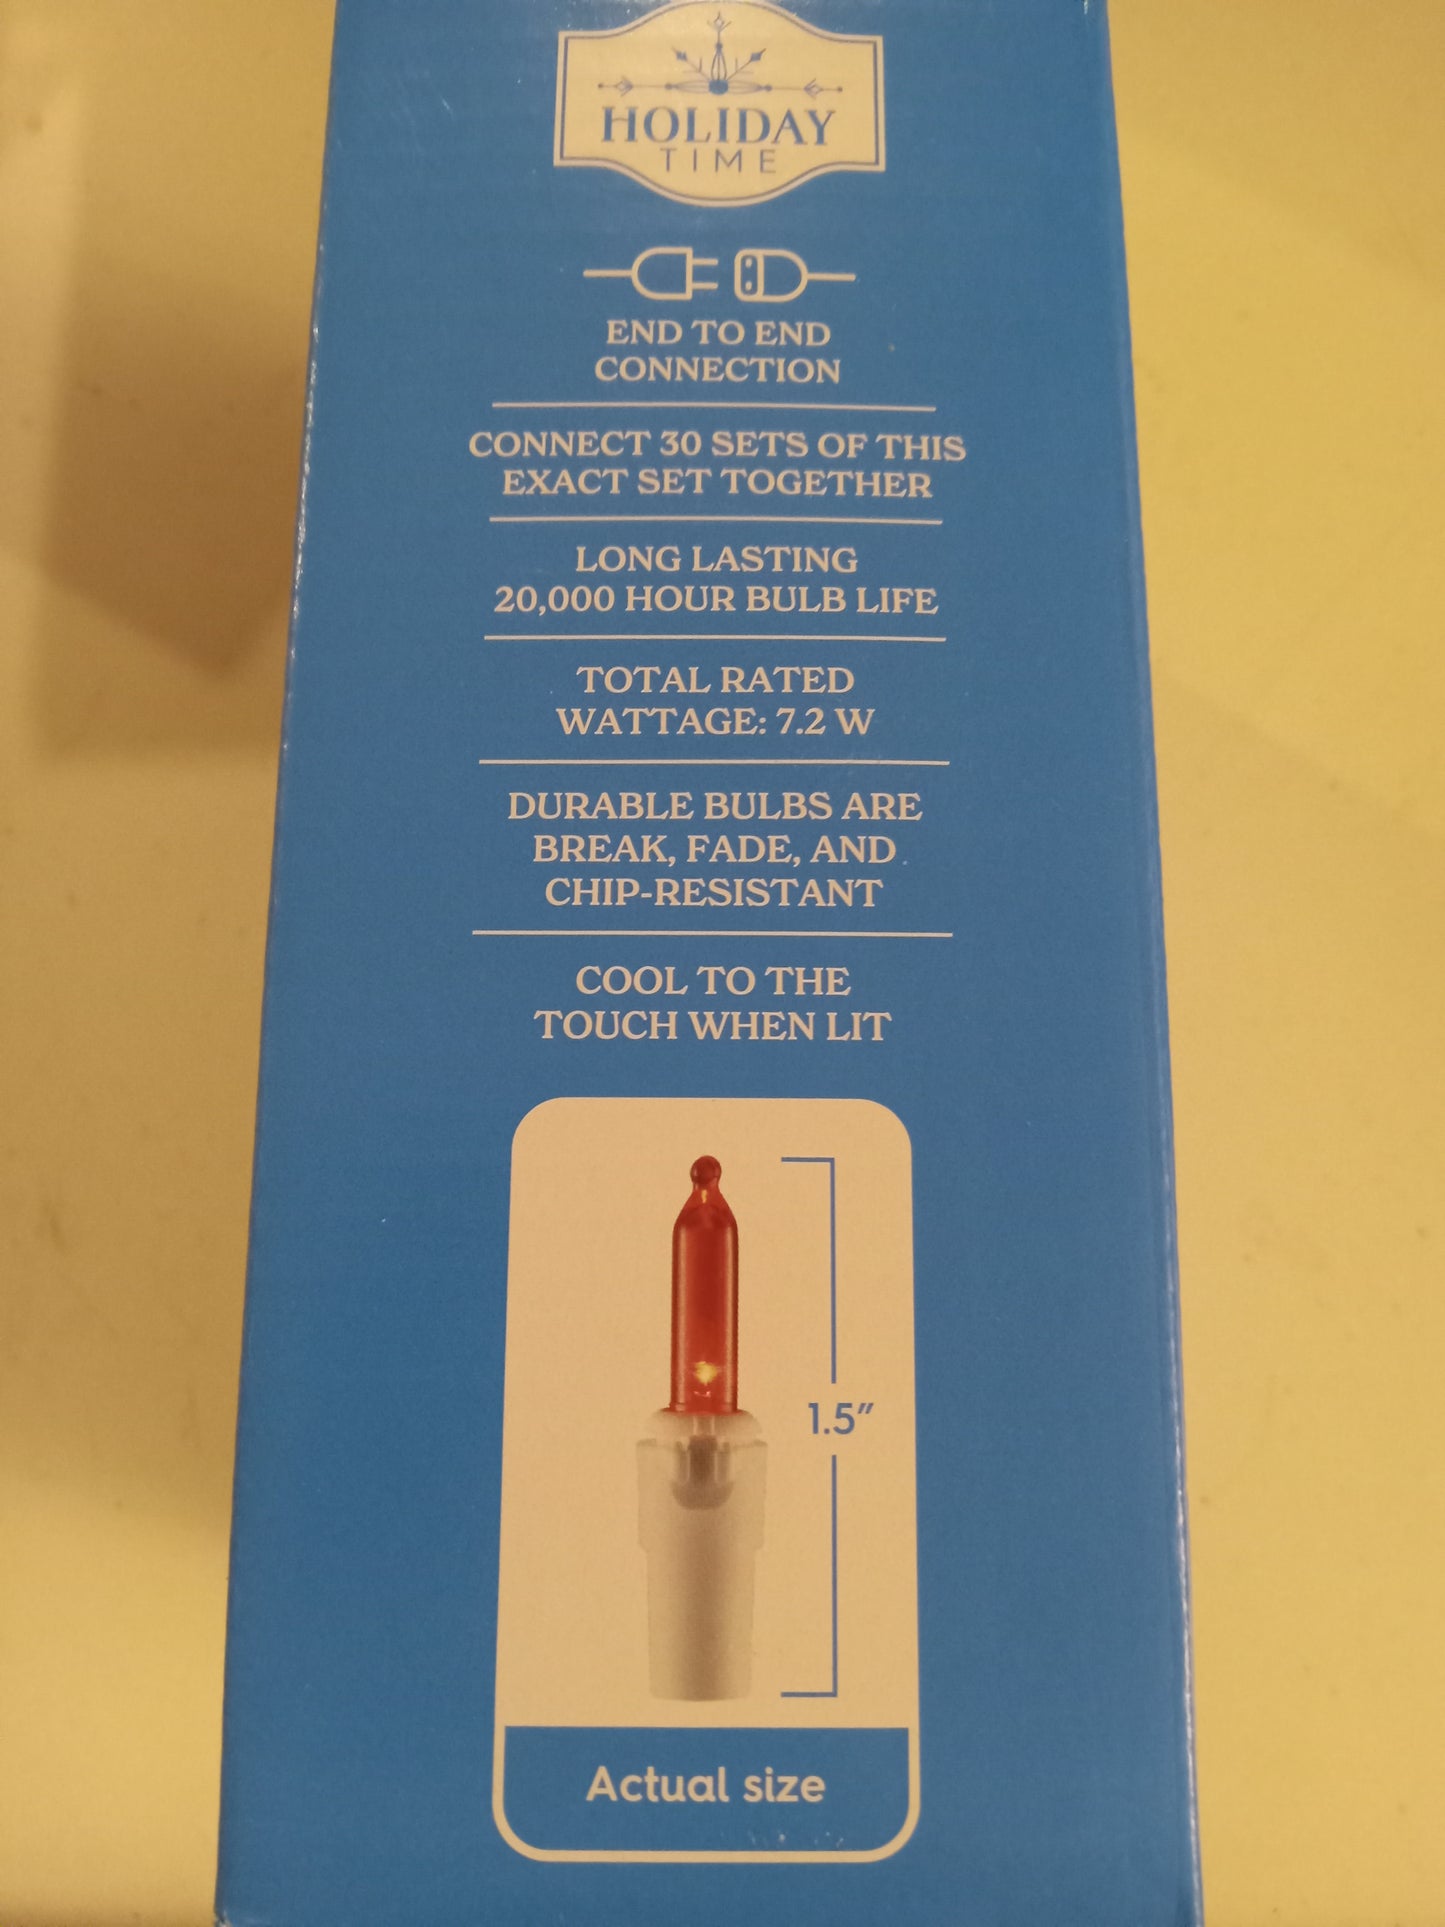 HOLIDAY
TIME
END TO END
CONNECTION
CONNECT 30 SETS OF THIS
EXACT SET TOGETHER
LONG LASTING
20,000 HOUR BULB LIFE
TOTAL RATED
WATTAGE: 7.2 W
DURABLE BULBS ARE
BREAK, FADE, AND
CHIP-RESISTANT
COOL TO THE
TOUCH WHEN LIT
1.5″
Actual size